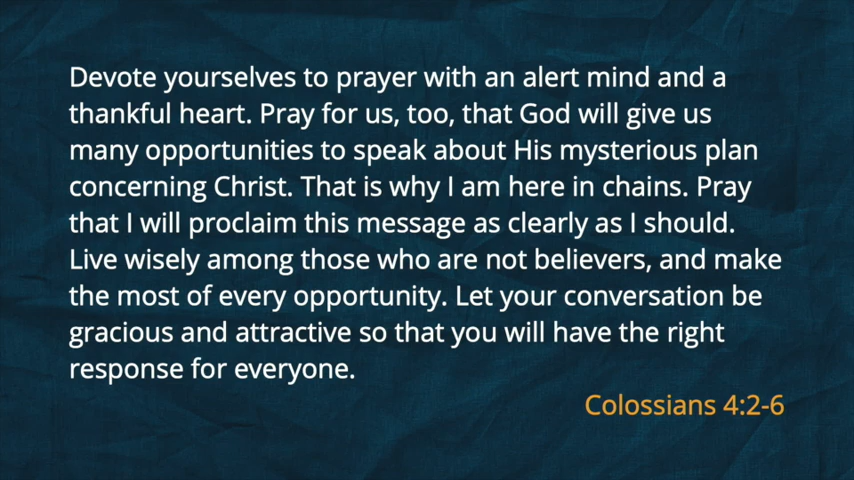 Devote yourselves to prayer with an alert mind and a
thankful heart. Pray for us, too, that God will give us
many opportunities to speak about His mysterious plan
concerning Christ. That is why I am here in chains. Pray
that I will proclaim this message as clearly as I should.
Live wisely among those who are not believers, and make
the most of every opportunity. Let your conversation be
gracious and attractive so that you will have the right
response for everyone.
Colossians 4:2-6